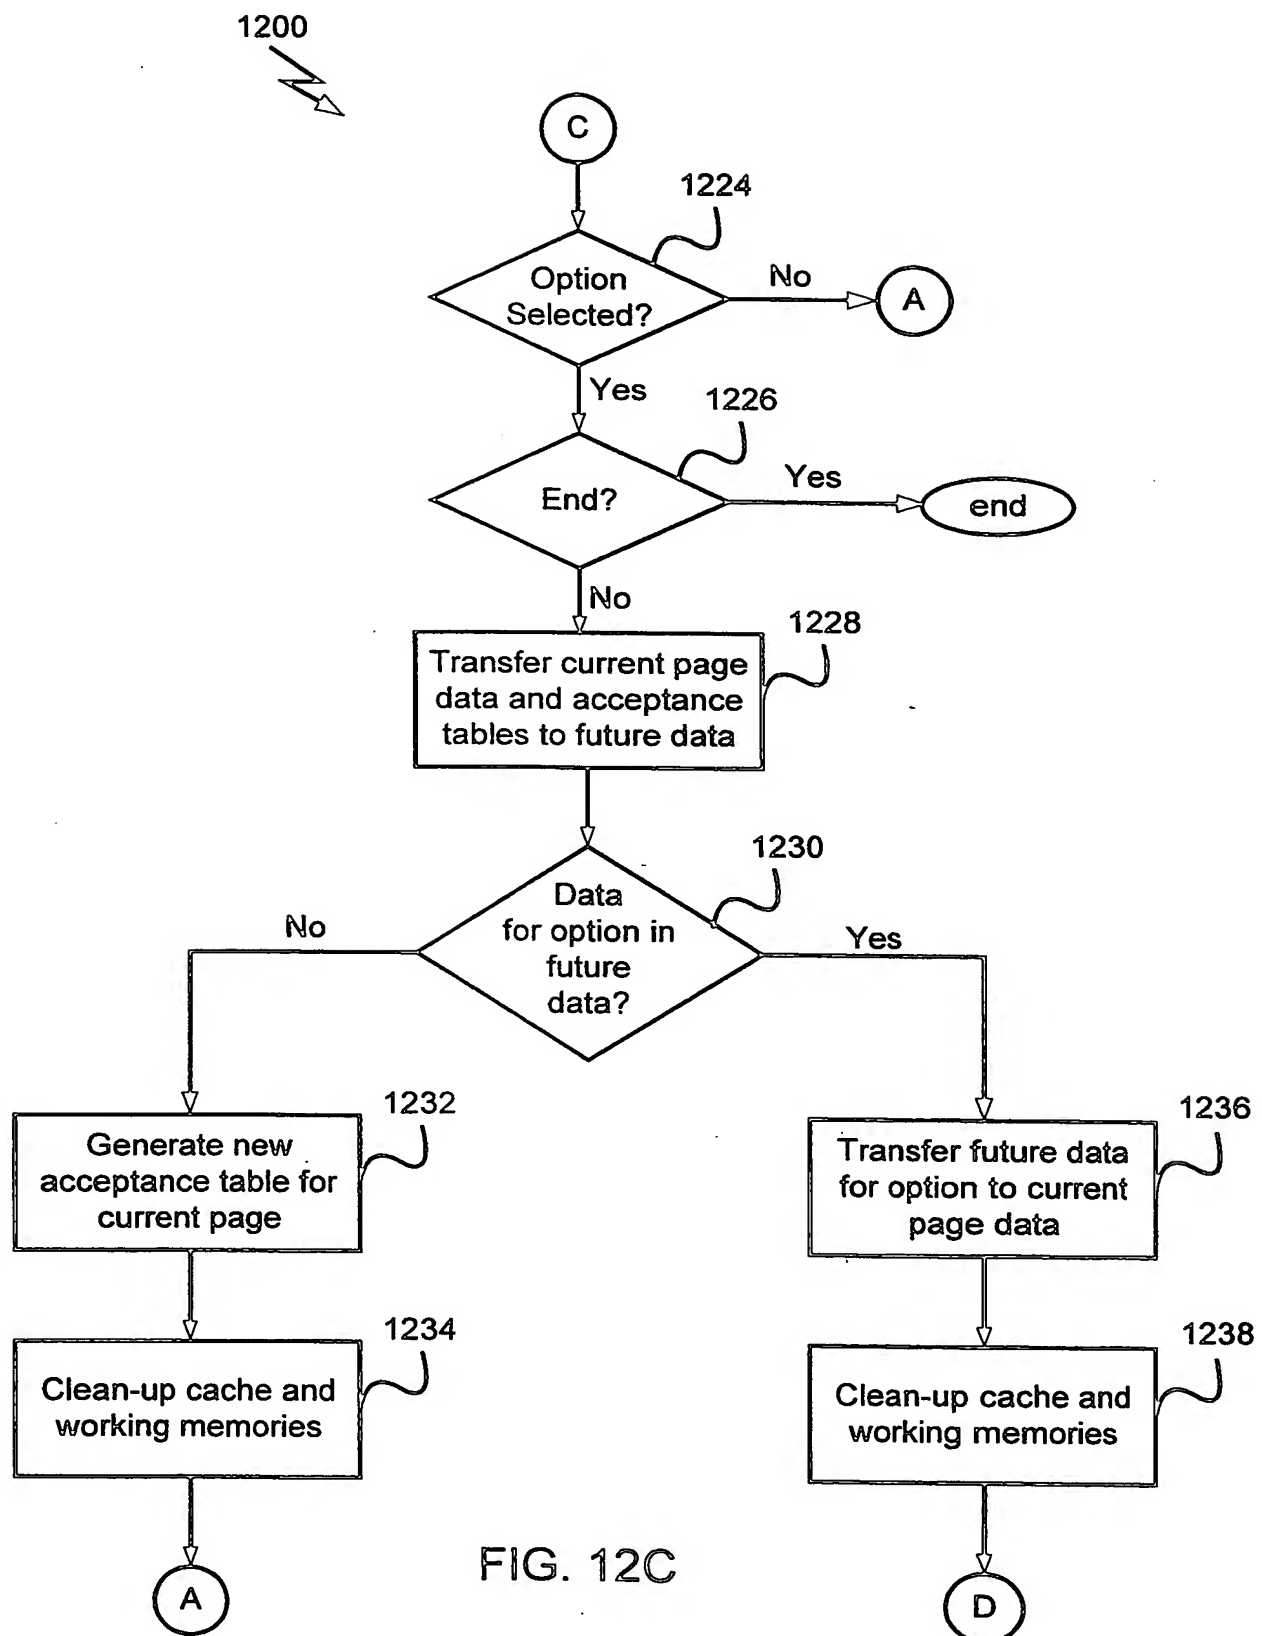 1200
C
1224
Option
Selected?
No
A
Yes
1226
End?
Yes
end
No
1228
Transfer current page
data and acceptance
tables to future data
1230
Data
for option in
future
data?
No
Yes
1232
Generate new
acceptance table for
current page
1236
Transfer future data
for option to current
page data
1234
Clean-up cache and
working memories
1238
Clean-up cache and
working memories
A
D
FIG. 12C